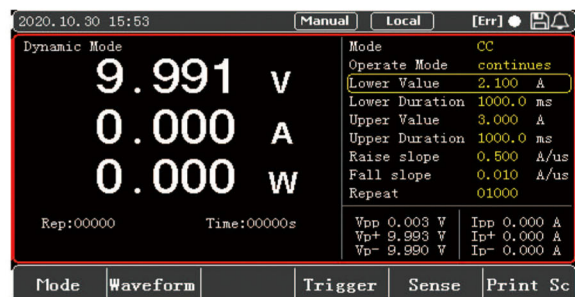 2020.10.30 15:53 Manual Local [Err]
Dynamic Mode
9.991 V
0.000 A
0.000 W
Rep:00000 Time:00000s
Mode CC
Operate Mode continues
Lower Value 2.100 A
Lower Duration 1000.0 ms
Upper Value 3.000 A
Upper Duration 1000.0 ms
Raise slope 0.500 A/us
Fall slope 0.010 A/us
Repeat 01000
Vpp 0.003 V Ipp 0.000 A
Vp+ 9.993 V Ip+ 0.000 A
Vp- 9.990 V Ip- 0.000 A
Mode Waveform Trigger Sense Print Sc